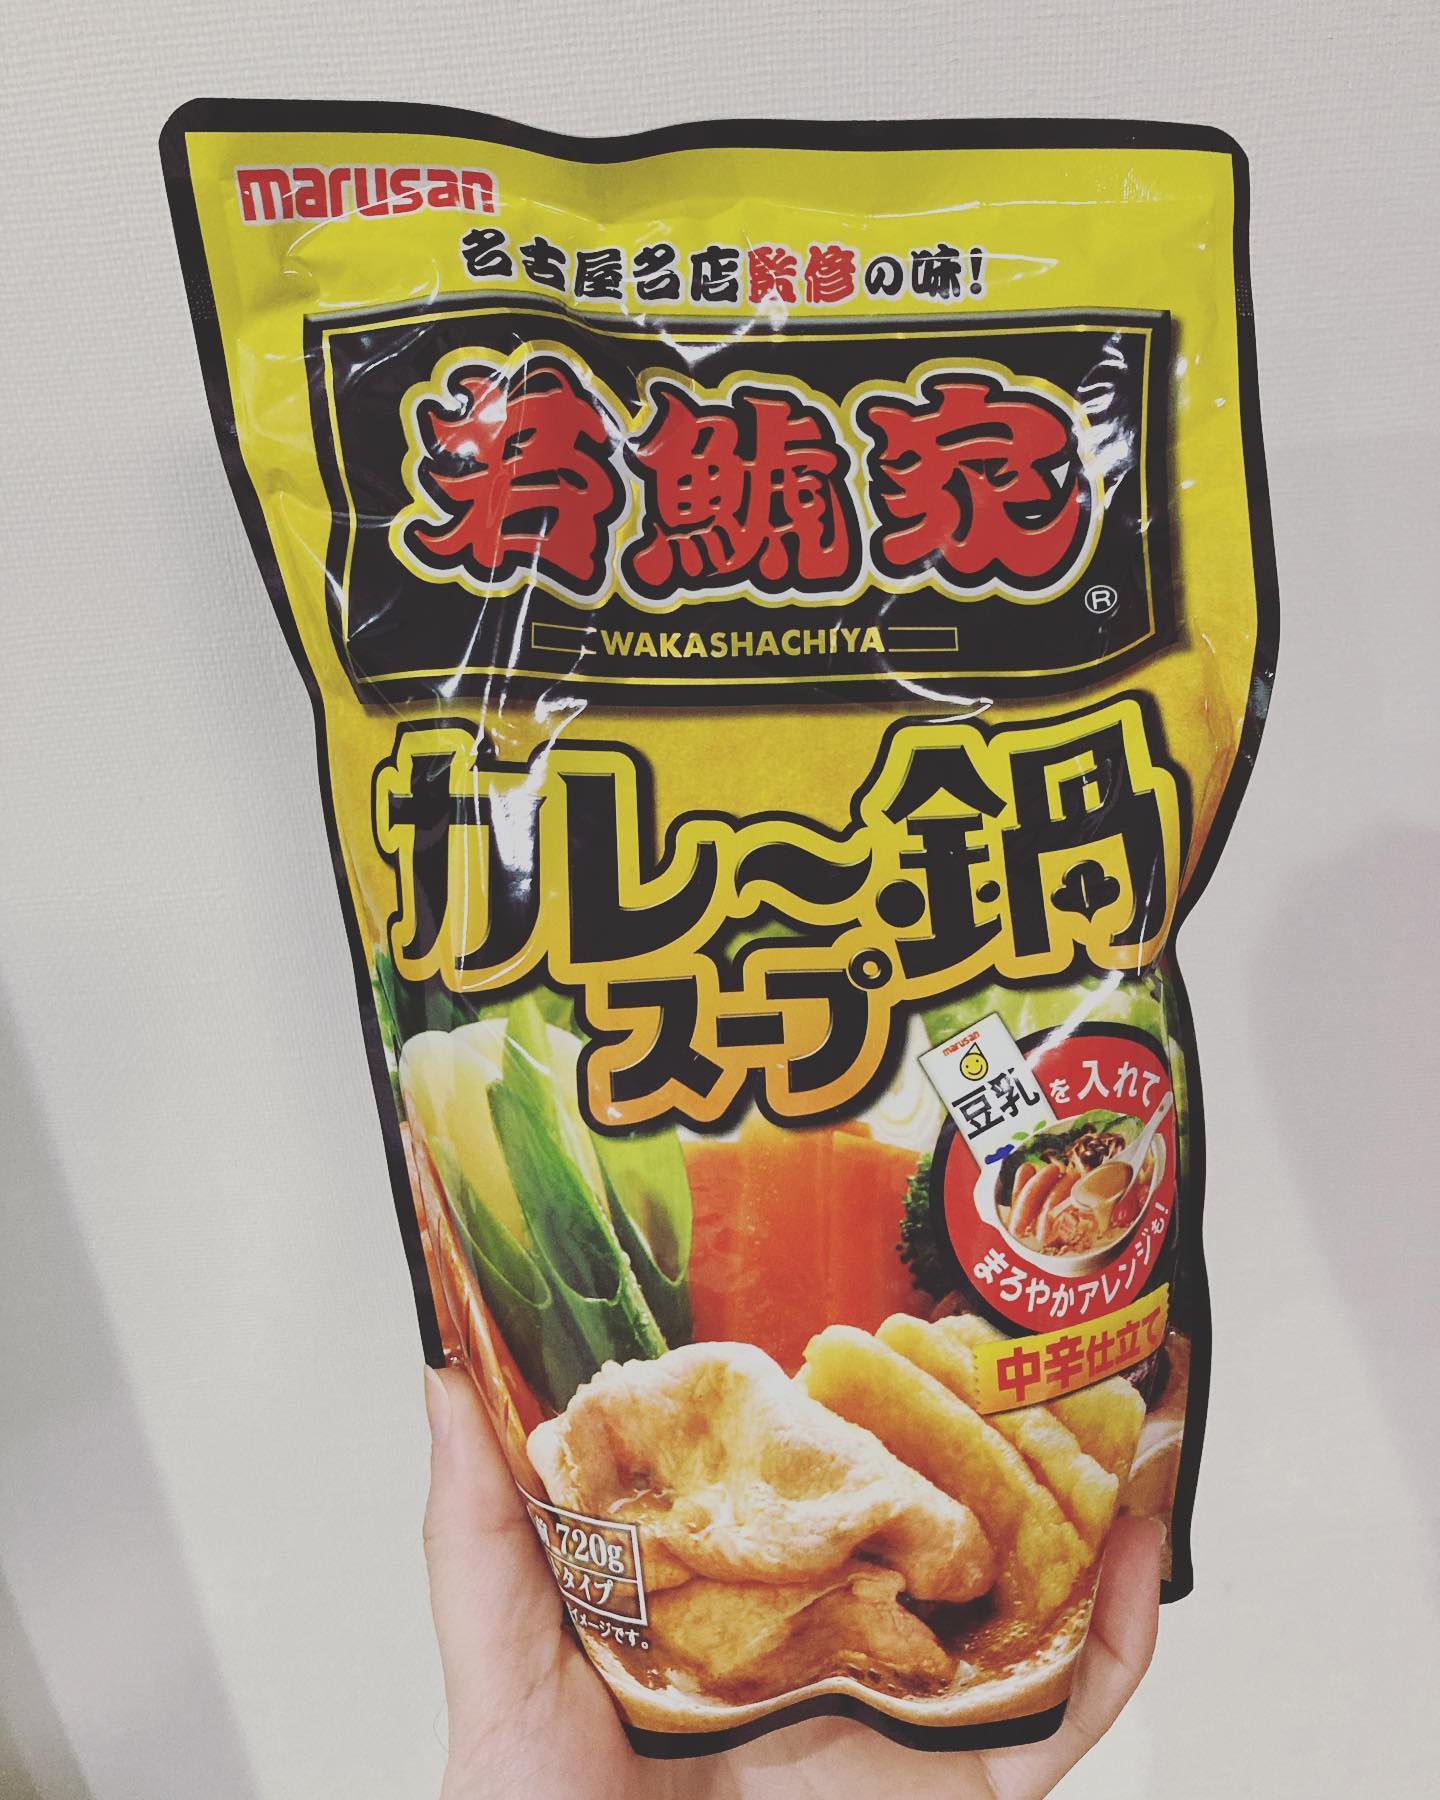 marusan
名古屋名店監修の味!
若鯱家
®
WAKASHACHIYA
カレ〜鍋
スープ
marusan
豆乳を入れて
まろやかアレンジも!
中辛仕立て
720g
タイプ
イメージです。